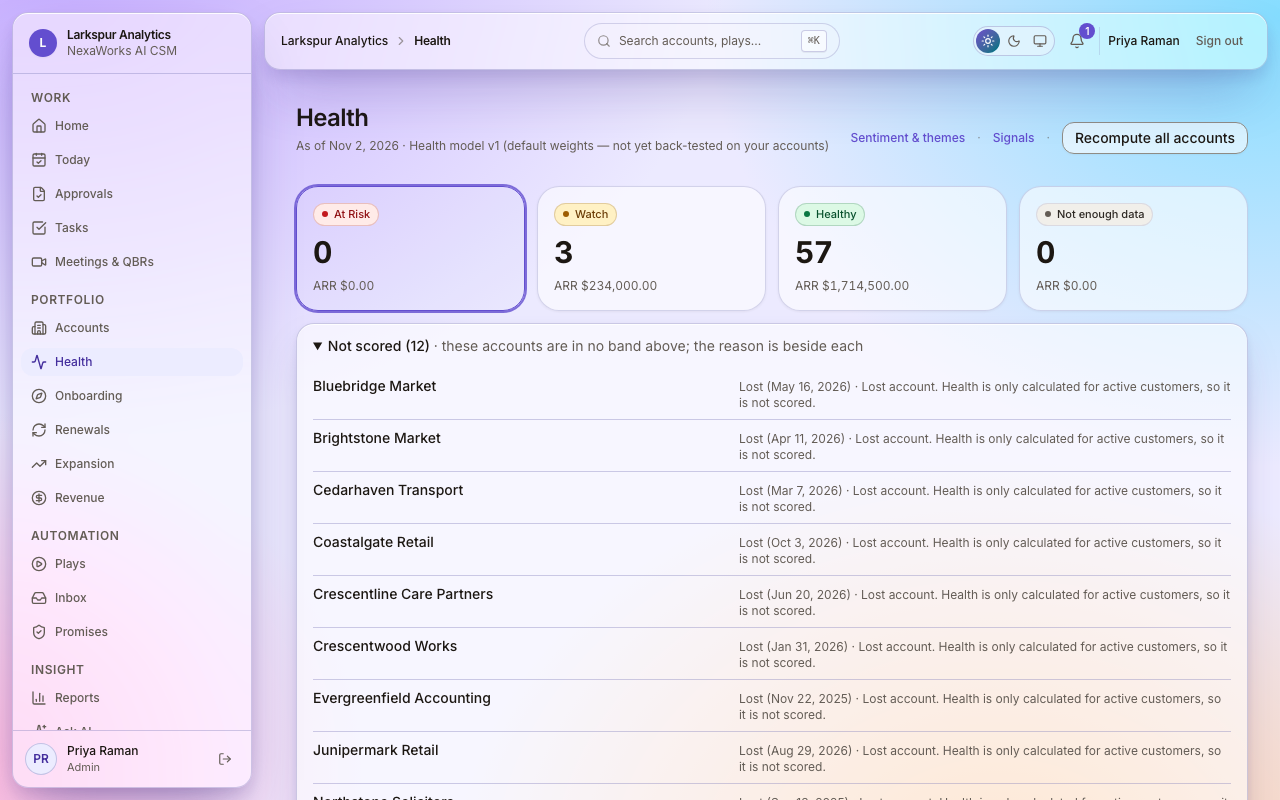 L
Larkspur Analytics
NexaWorks AI CSM
WORK
Home
Today
Approvals
Tasks
Meetings & QBRs
PORTFOLIO
Accounts
Health
Onboarding
Renewals
Expansion
Revenue
AUTOMATION
Plays
Inbox
Promises
INSIGHT
Reports
Ask AI
PR
Priya Raman
Admin
Larkspur Analytics > Health
Search accounts, plays... ⌘K
1
Priya Raman
Sign out
Health
As of Nov 2, 2026 · Health model v1 (default weights — not yet back-tested on your accounts)
Sentiment & themes · Signals · Recompute all accounts
At Risk
0
ARR $0.00
Watch
3
ARR $234,000.00
Healthy
57
ARR $1,714,500.00
Not enough data
0
ARR $0.00
▼ Not scored (12) · these accounts are in no band above; the reason is beside each
Bluebridge Market
Lost (May 16, 2026) · Lost account. Health is only calculated for active customers, so it
is not scored.
Brightstone Market
Lost (Apr 11, 2026) · Lost account. Health is only calculated for active customers, so it
is not scored.
Cedarhaven Transport
Lost (Mar 7, 2026) · Lost account. Health is only calculated for active customers, so it
is not scored.
Coastalgate Retail
Lost (Oct 3, 2026) · Lost account. Health is only calculated for active customers, so it
is not scored.
Crescentline Care Partners
Lost (Jun 20, 2026) · Lost account. Health is only calculated for active customers, so it
is not scored.
Crescentwood Works
Lost (Jan 31, 2026) · Lost account. Health is only calculated for active customers, so it
is not scored.
Evergreenfield Accounting
Lost (Nov 22, 2025) · Lost account. Health is only calculated for active customers, so
it is not scored.
Junipermark Retail
Lost (Aug 29, 2026) · Lost account. Health is only calculated for active customers, so
it is not scored.